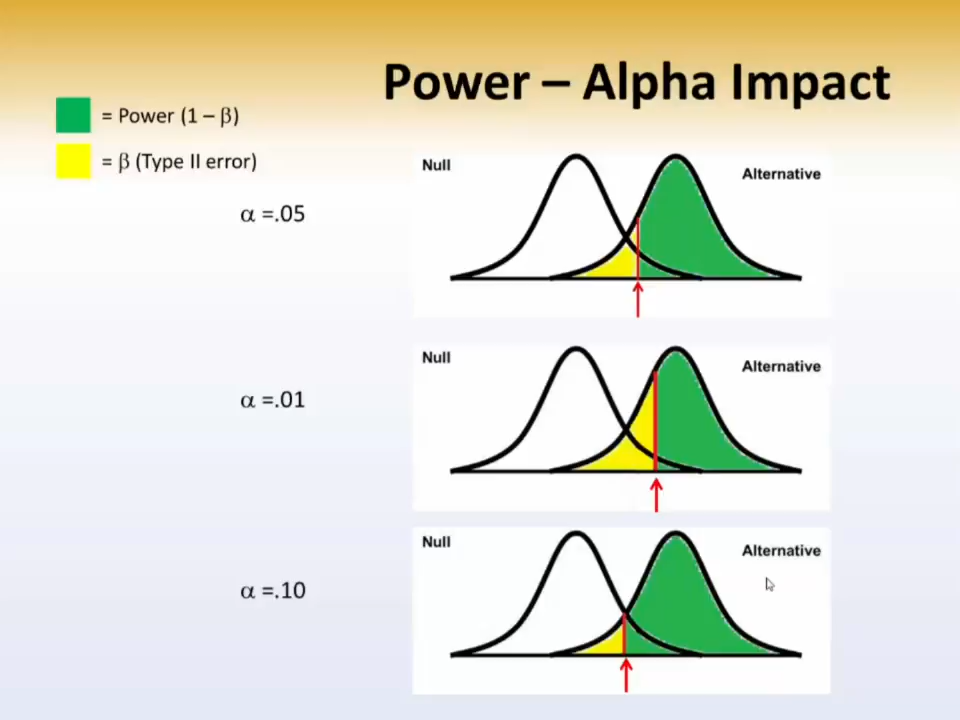 Power – Alpha Impact
= Power (1 – β)
= β (Type II error)
α =.05
Null
Alternative
α =.01
Null
Alternative
α =.10
Null
Alternative